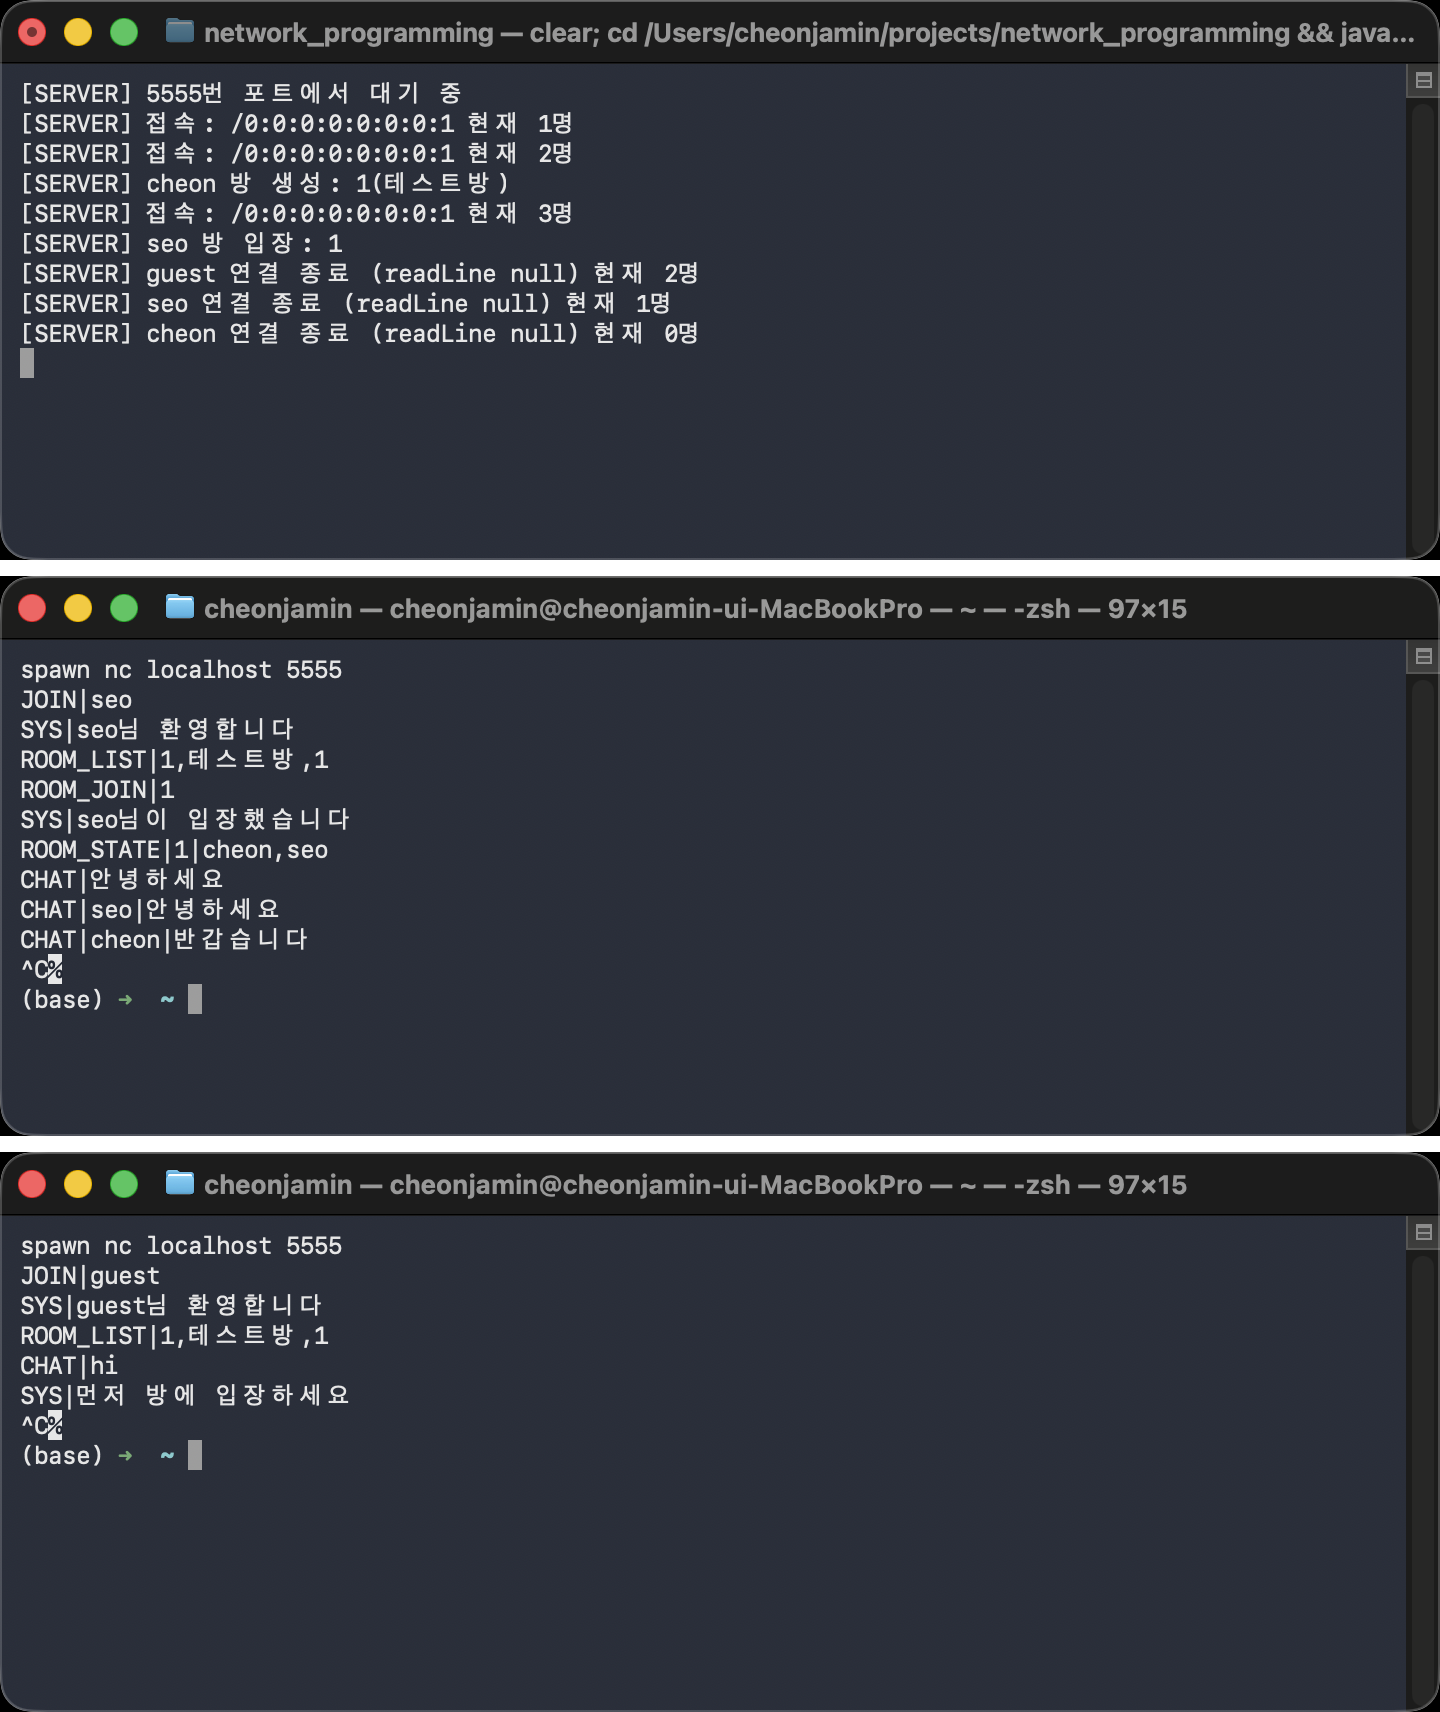 network_programming — clear; cd /Users/cheonjamin/projects/network_programming && java...
[SERVER] 5555번 포트에서 대기 중
[SERVER] 접속: /0:0:0:0:0:0:0:1 현재 1명
[SERVER] 접속: /0:0:0:0:0:0:0:1 현재 2명
[SERVER] cheon 방 생성: 1(테스트방)
[SERVER] 접속: /0:0:0:0:0:0:0:1 현재 3명
[SERVER] seo 방 입장: 1
[SERVER] guest 연결 종료 (readLine null) 현재 2명
[SERVER] seo 연결 종료 (readLine null) 현재 1명
[SERVER] cheon 연결 종료 (readLine null) 현재 0명
cheonjamin — cheonjamin@cheonjamin-ui-MacBookPro — ~ — -zsh — 97×15
spawn nc localhost 5555
JOIN|seo
SYS|seo님 환영합니다
ROOM_LIST|1,테스트방,1
ROOM_JOIN|1
SYS|seo님이 입장했습니다
ROOM_STATE|1|cheon,seo
CHAT|안녕하세요
CHAT|seo|안녕하세요
CHAT|cheon|반갑습니다
^C%
(base) ➜ ~
cheonjamin — cheonjamin@cheonjamin-ui-MacBookPro — ~ — -zsh — 97×15
spawn nc localhost 5555
JOIN|guest
SYS|guest님 환영합니다
ROOM_LIST|1,테스트방,1
CHAT|hi
SYS|먼저 방에 입장하세요
^C%
(base) ➜ ~